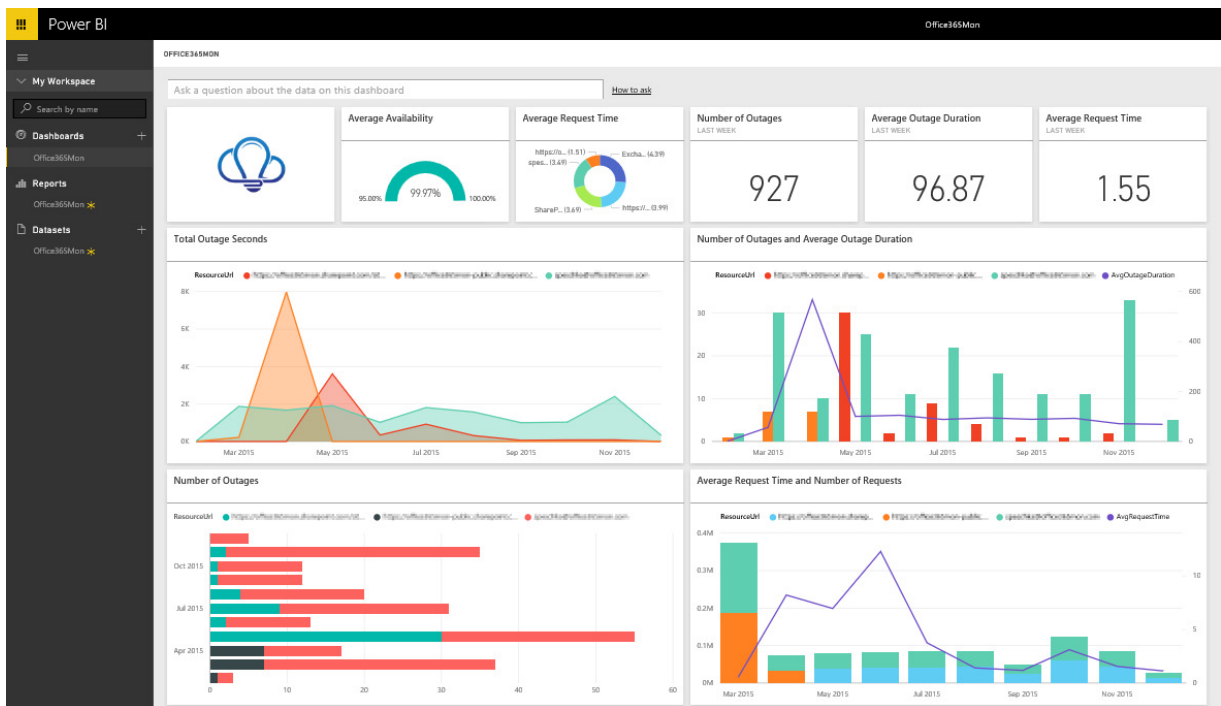 Power BI
Office365Mon
OFFICE365MON
My Workspace
Search by name
Dashboards
Office365Mon
Reports
Office365Mon
Datasets
Office365Mon
Ask a question about the data on this dashboard
How to ask
Average Availability
95.00%
99.97%
100.00%
Average Request Time
https://o... (1.51)
Excha... (4.39)
spes... (3.69)
ShareP... (3.69)
https://... (3.99)
Number of Outages
LAST WEEK
927
Average Outage Duration
LAST WEEK
96.87
Average Request Time
LAST WEEK
1.55
Total Outage Seconds
ResourceUrl
8K
6K
4K
2K
0K
Mar 2015 May 2015 Jul 2015 Sep 2015 Nov 2015
Number of Outages and Average Outage Duration
ResourceUrl AvgOutageDuration
600
30
400
20
200
10
0 0
Mar 2015 May 2015 Jul 2015 Sep 2015 Nov 2015
Number of Outages
ResourceUrl
Oct 2015
Jul 2015
Apr 2015
0 10 20 30 40 50 60
Average Request Time and Number of Requests
ResourceUrl AvgRequestTime
0.4M
0.3M
10
0.2M
5
0.1M
0M 0
Mar 2015 May 2015 Jul 2015 Sep 2015 Nov 2015